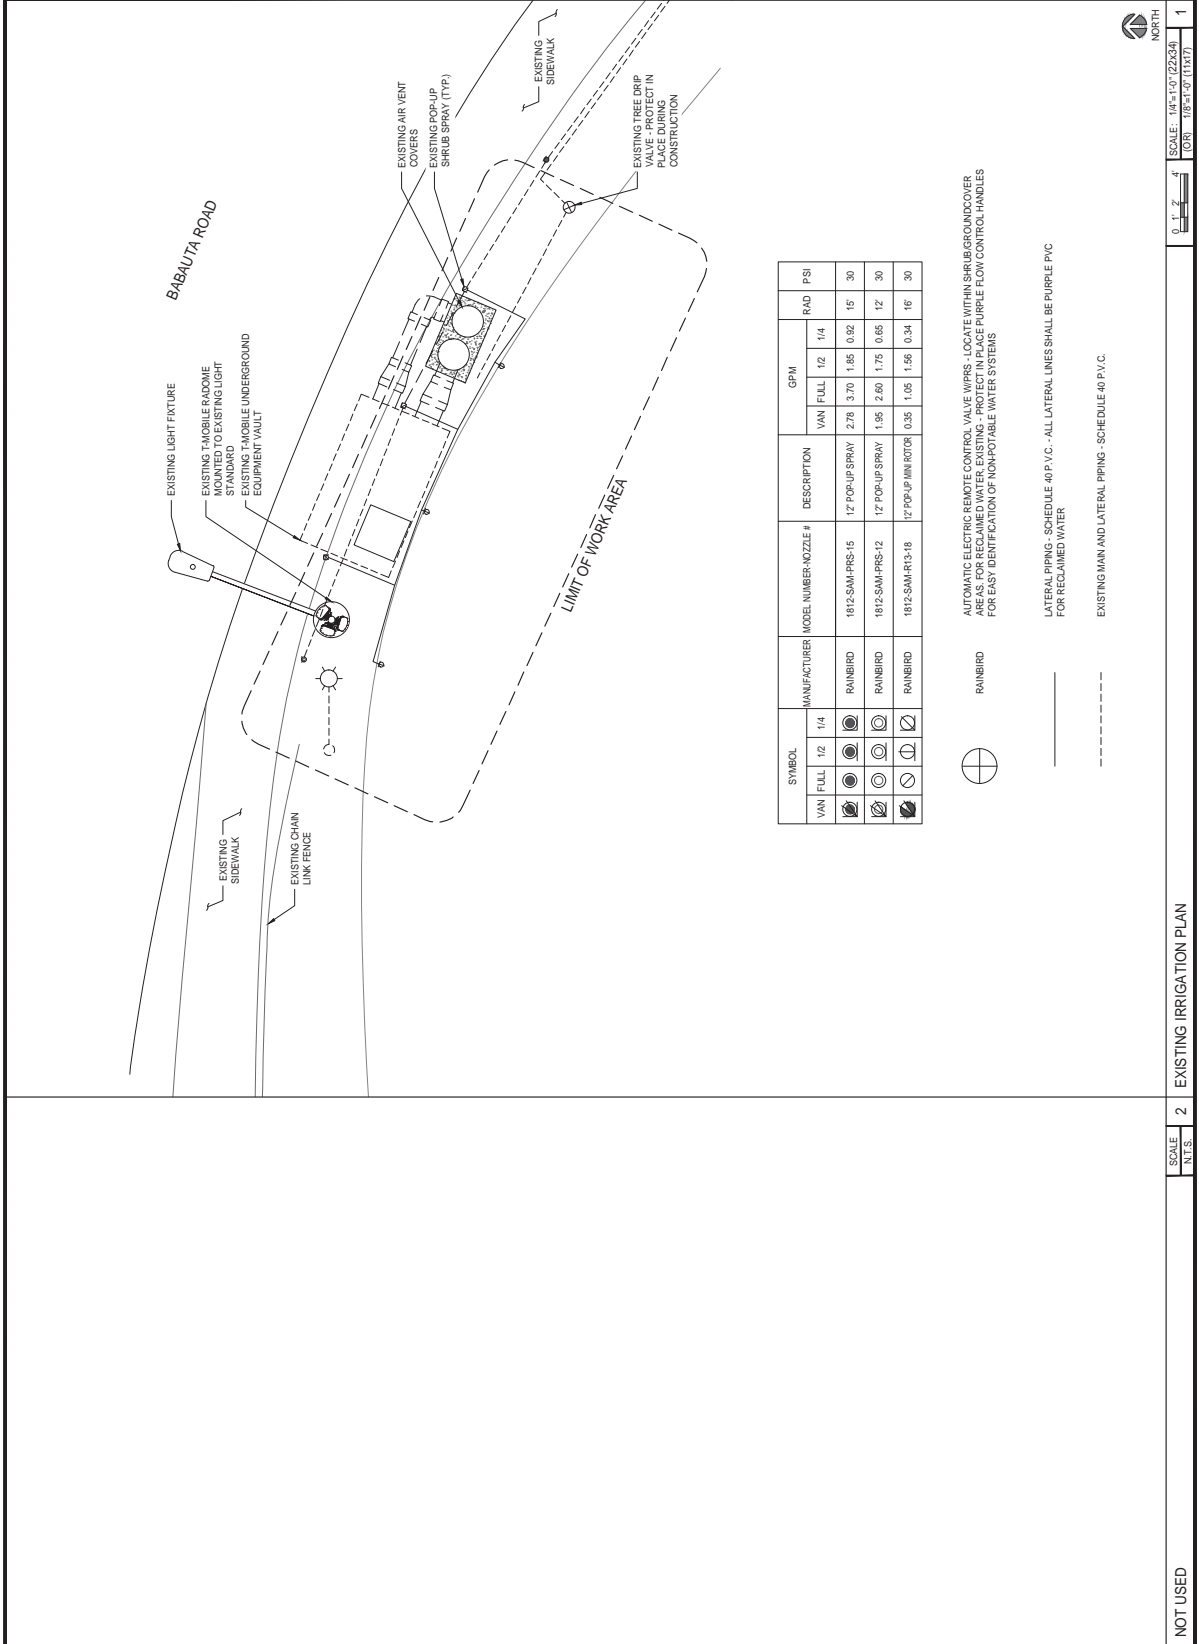 EXISTING
SIDEWALK
EXISTING CHAIN
LINK FENCE
EXISTING LIGHT FIXTURE
EXISTING T-MOBILE RADOME
MOUNTED TO EXISTING LIGHT
STANDARD
EXISTING T-MOBILE UNDERGROUND
EQUIPMENT VAULT
BABAUTA ROAD
EXISTING AIR VENT
COVERS
EXISTING POP-UP
SHRUB SPRAY (TYP.)
EXISTING
SIDEWALK
EXISTING TREE DRIP
VALVE - PROTECT IN
PLACE DURING
CONSTRUCTION
LIMIT OF WORK AREA
SYMBOL MANUFACTURER MODEL NUMBER-NOZZLE # DESCRIPTION GPM RAD PSI
VAN FULL 1/2 1/4 VAN FULL 1/2 1/4
RAINBIRD 1812-SAM-PRS-15 12" POP-UP SPRAY 2.78 3.70 1.85 0.92 15' 30
RAINBIRD 1812-SAM-PRS-12 12" POP-UP SPRAY 1.95 2.60 1.75 0.65 12' 30
RAINBIRD 1812-SAM-R13-18 12" POP-UP MINI ROTOR 0.35 1.05 1.56 0.34 16' 30
RAINBIRD AUTOMATIC ELECTRIC REMOTE CONTROL VALVE W/PRS - LOCATE WITHIN SHRUB/GROUNDCOVER
AREAS. FOR RECLAIMED WATER, EXISTING - PROTECT IN PLACE PURPLE FLOW CONTROL HANDLES
FOR EASY IDENTIFICATION OF NON-POTABLE WATER SYSTEMS
LATERAL PIPING - SCHEDULE 40 P.V.C. - ALL LATERAL LINES SHALL BE PURPLE PVC
FOR RECLAIMED WATER
EXISTING MAIN AND LATERAL PIPING - SCHEDULE 40 P.V.C.
NORTH
NOT USED
SCALE
N.T.S.
2
EXISTING IRRIGATION PLAN
0 1' 2' 4'
SCALE: 1/4"=1'-0" (22x34)
(OR) 1/8"=1'-0" (11x17)
1